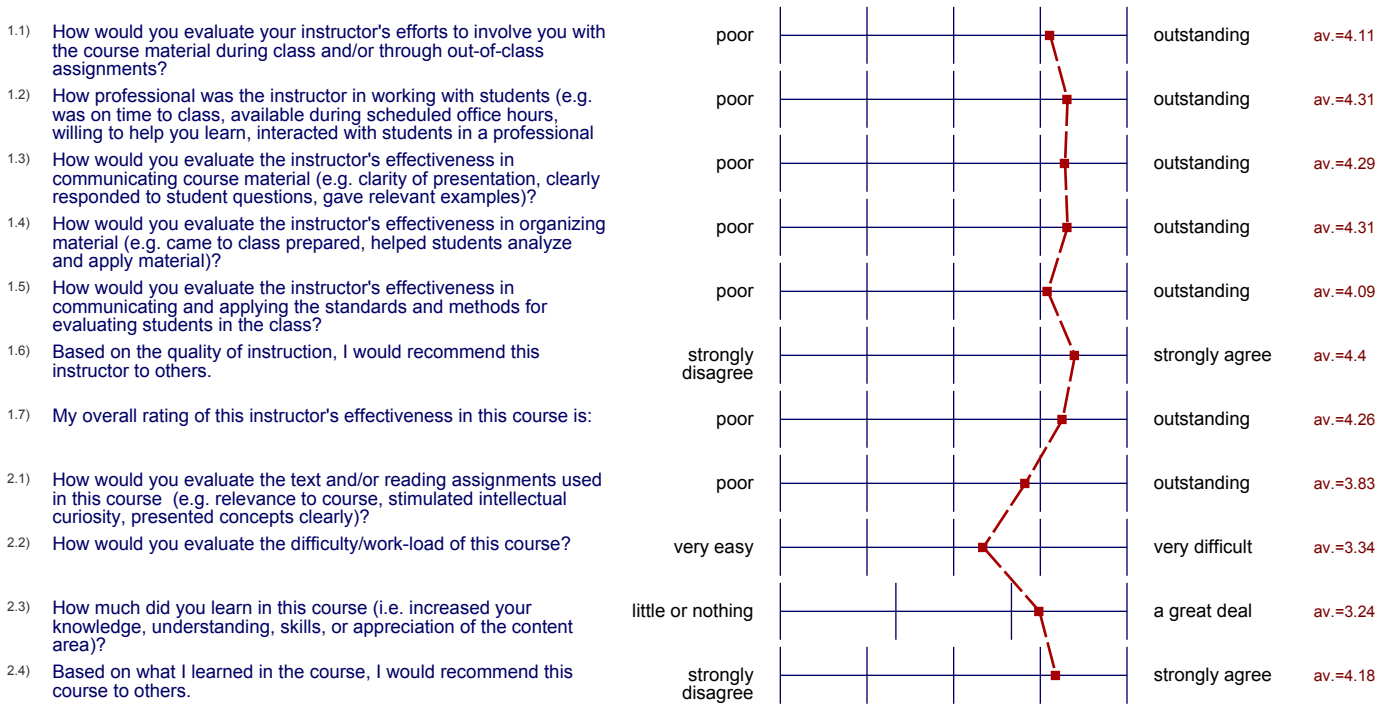 1.1) How would you evaluate your instructor's efforts to involve you with
the course material during class and/or through out-of-class
assignments?
poor outstanding av.=4.11
1.2) How professional was the instructor in working with students (e.g.
was on time to class, available during scheduled office hours,
willing to help you learn, interacted with students in a professional
poor outstanding av.=4.31
1.3) How would you evaluate the instructor's effectiveness in
communicating course material (e.g. clarity of presentation, clearly
responded to student questions, gave relevant examples)?
poor outstanding av.=4.29
1.4) How would you evaluate the instructor's effectiveness in organizing
material (e.g. came to class prepared, helped students analyze
and apply material)?
poor outstanding av.=4.31
1.5) How would you evaluate the instructor's effectiveness in
communicating and applying the standards and methods for
evaluating students in the class?
poor outstanding av.=4.09
1.6) Based on the quality of instruction, I would recommend this
instructor to others.
strongly
disagree
strongly agree av.=4.4
1.7) My overall rating of this instructor's effectiveness in this course is:
poor outstanding av.=4.26
2.1) How would you evaluate the text and/or reading assignments used
in this course (e.g. relevance to course, stimulated intellectual
curiosity, presented concepts clearly)?
poor outstanding av.=3.83
2.2) How would you evaluate the difficulty/work-load of this course?
very easy very difficult av.=3.34
2.3) How much did you learn in this course (i.e. increased your
knowledge, understanding, skills, or appreciation of the content
area)?
little or nothing a great deal av.=3.24
2.4) Based on what I learned in the course, I would recommend this
course to others.
strongly
disagree
strongly agree av.=4.18